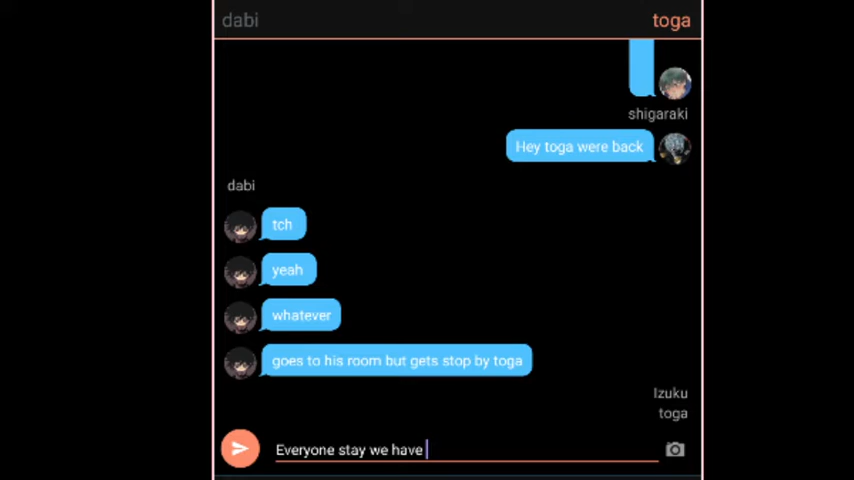 dabi
toga
shigaraki
Hey toga were back
dabi
tch
yeah
whatever
goes to his room but gets stop by toga
Izuku
toga
Everyone stay we have